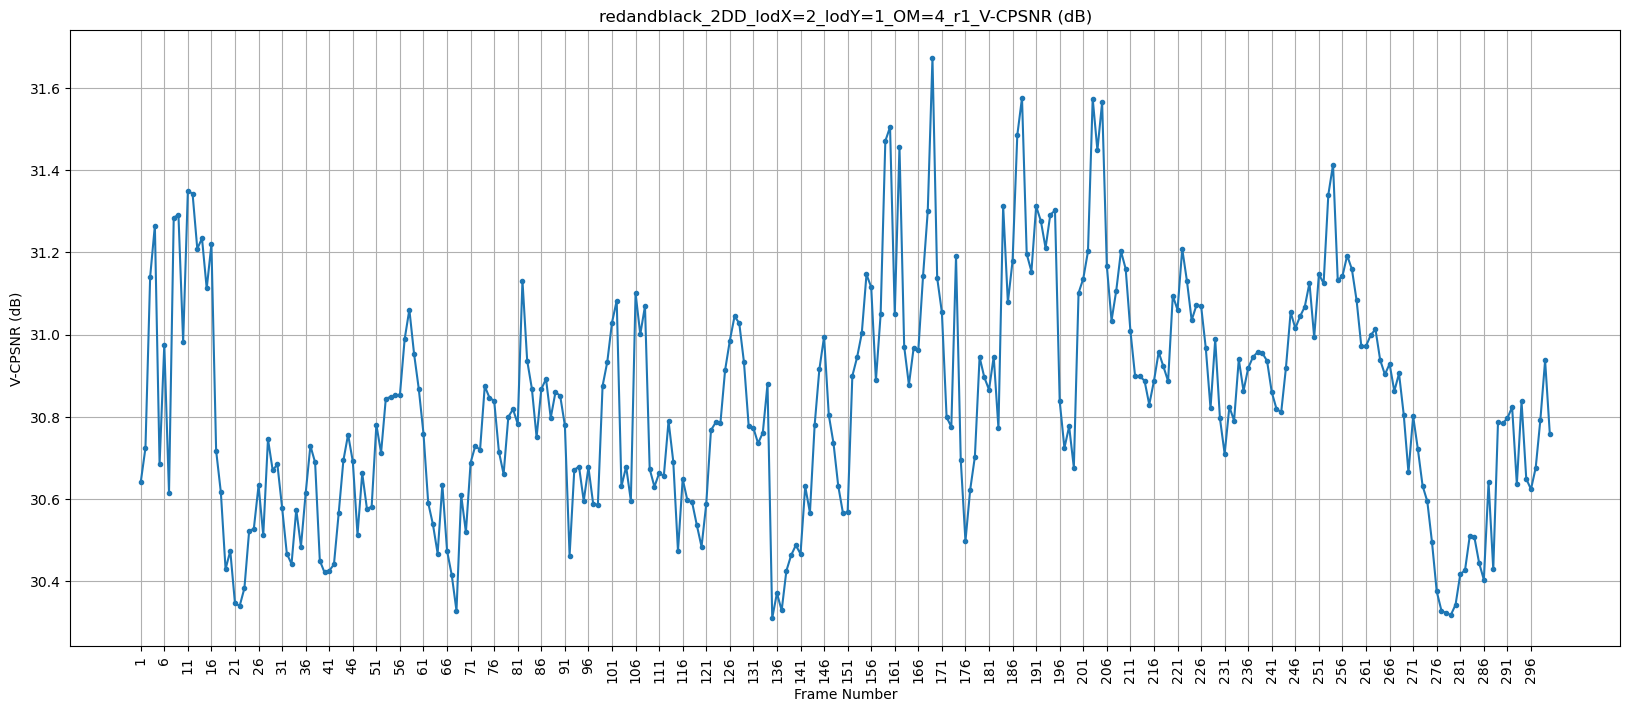 redandblack_2DD_lodX=2_lodY=1_OM=4_r1_V-CPSNR (dB)
V-CPSNR (dB)
31.6
31.4
31.2
31.0
30.8
30.6
30.4
1 6 11 16 21 26 31 36 41 46 51 56 61 66 71 76 81 86 91 96 101 106 111 116 121 126 131 136 141 146 151 156 161 166 171 176 181 186 191 196 201 206 211 216 221 226 231 236 241 246 251 256 261 266 271 276 281 286 291 296
Frame Number